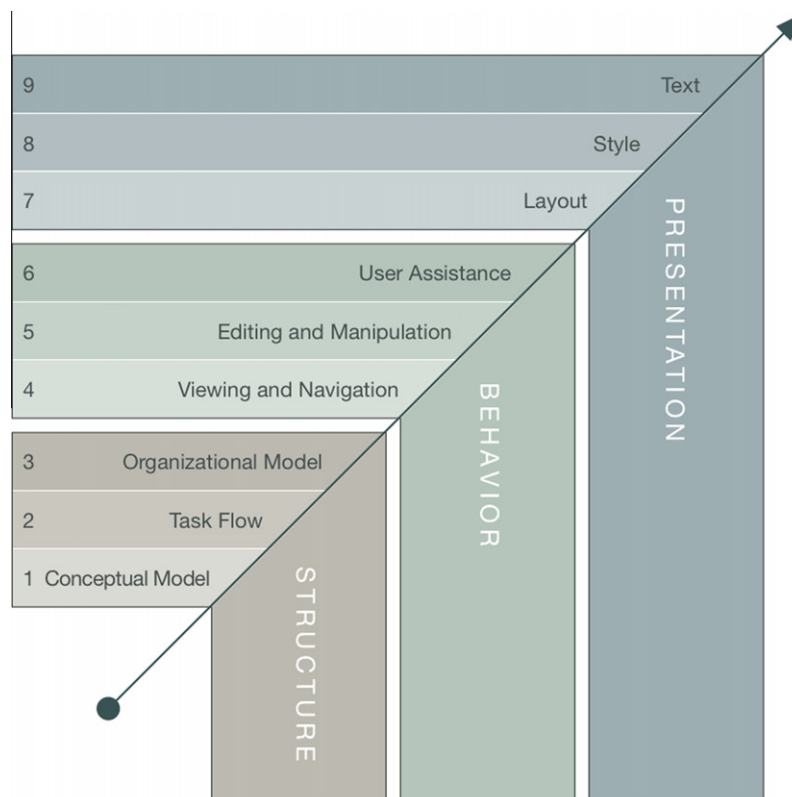 9 Text
8 Style
7 Layout
6 User Assistance
5 Editing and Manipulation
4 Viewing and Navigation
3 Organizational Model
2 Task Flow
1 Conceptual Model
PRESENTATION
BEHAVIOR
STRUCTURE